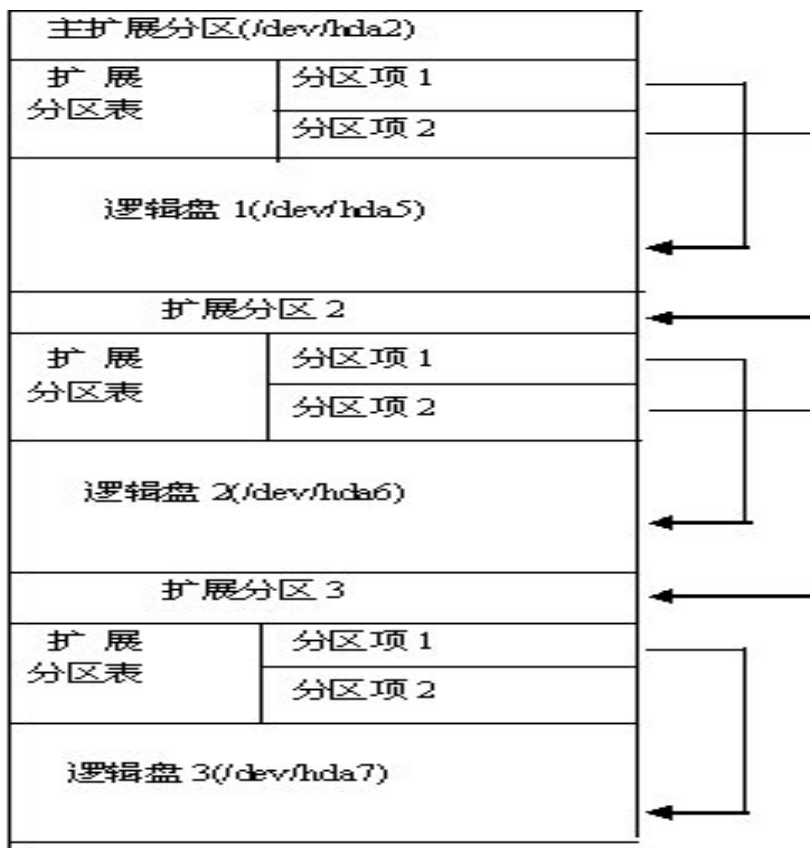 主扩展分区(/dev/hda2)
扩 展
分区表
分区项 1
分区项 2
逻辑盘 1(/dev/hda5)
扩展分区 2
扩 展
分区表
分区项 1
分区项 2
逻辑盘 2(/dev/hda6)
扩展分区 3
扩 展
分区表
分区项 1
分区项 2
逻辑盘 3(/dev/hda7)